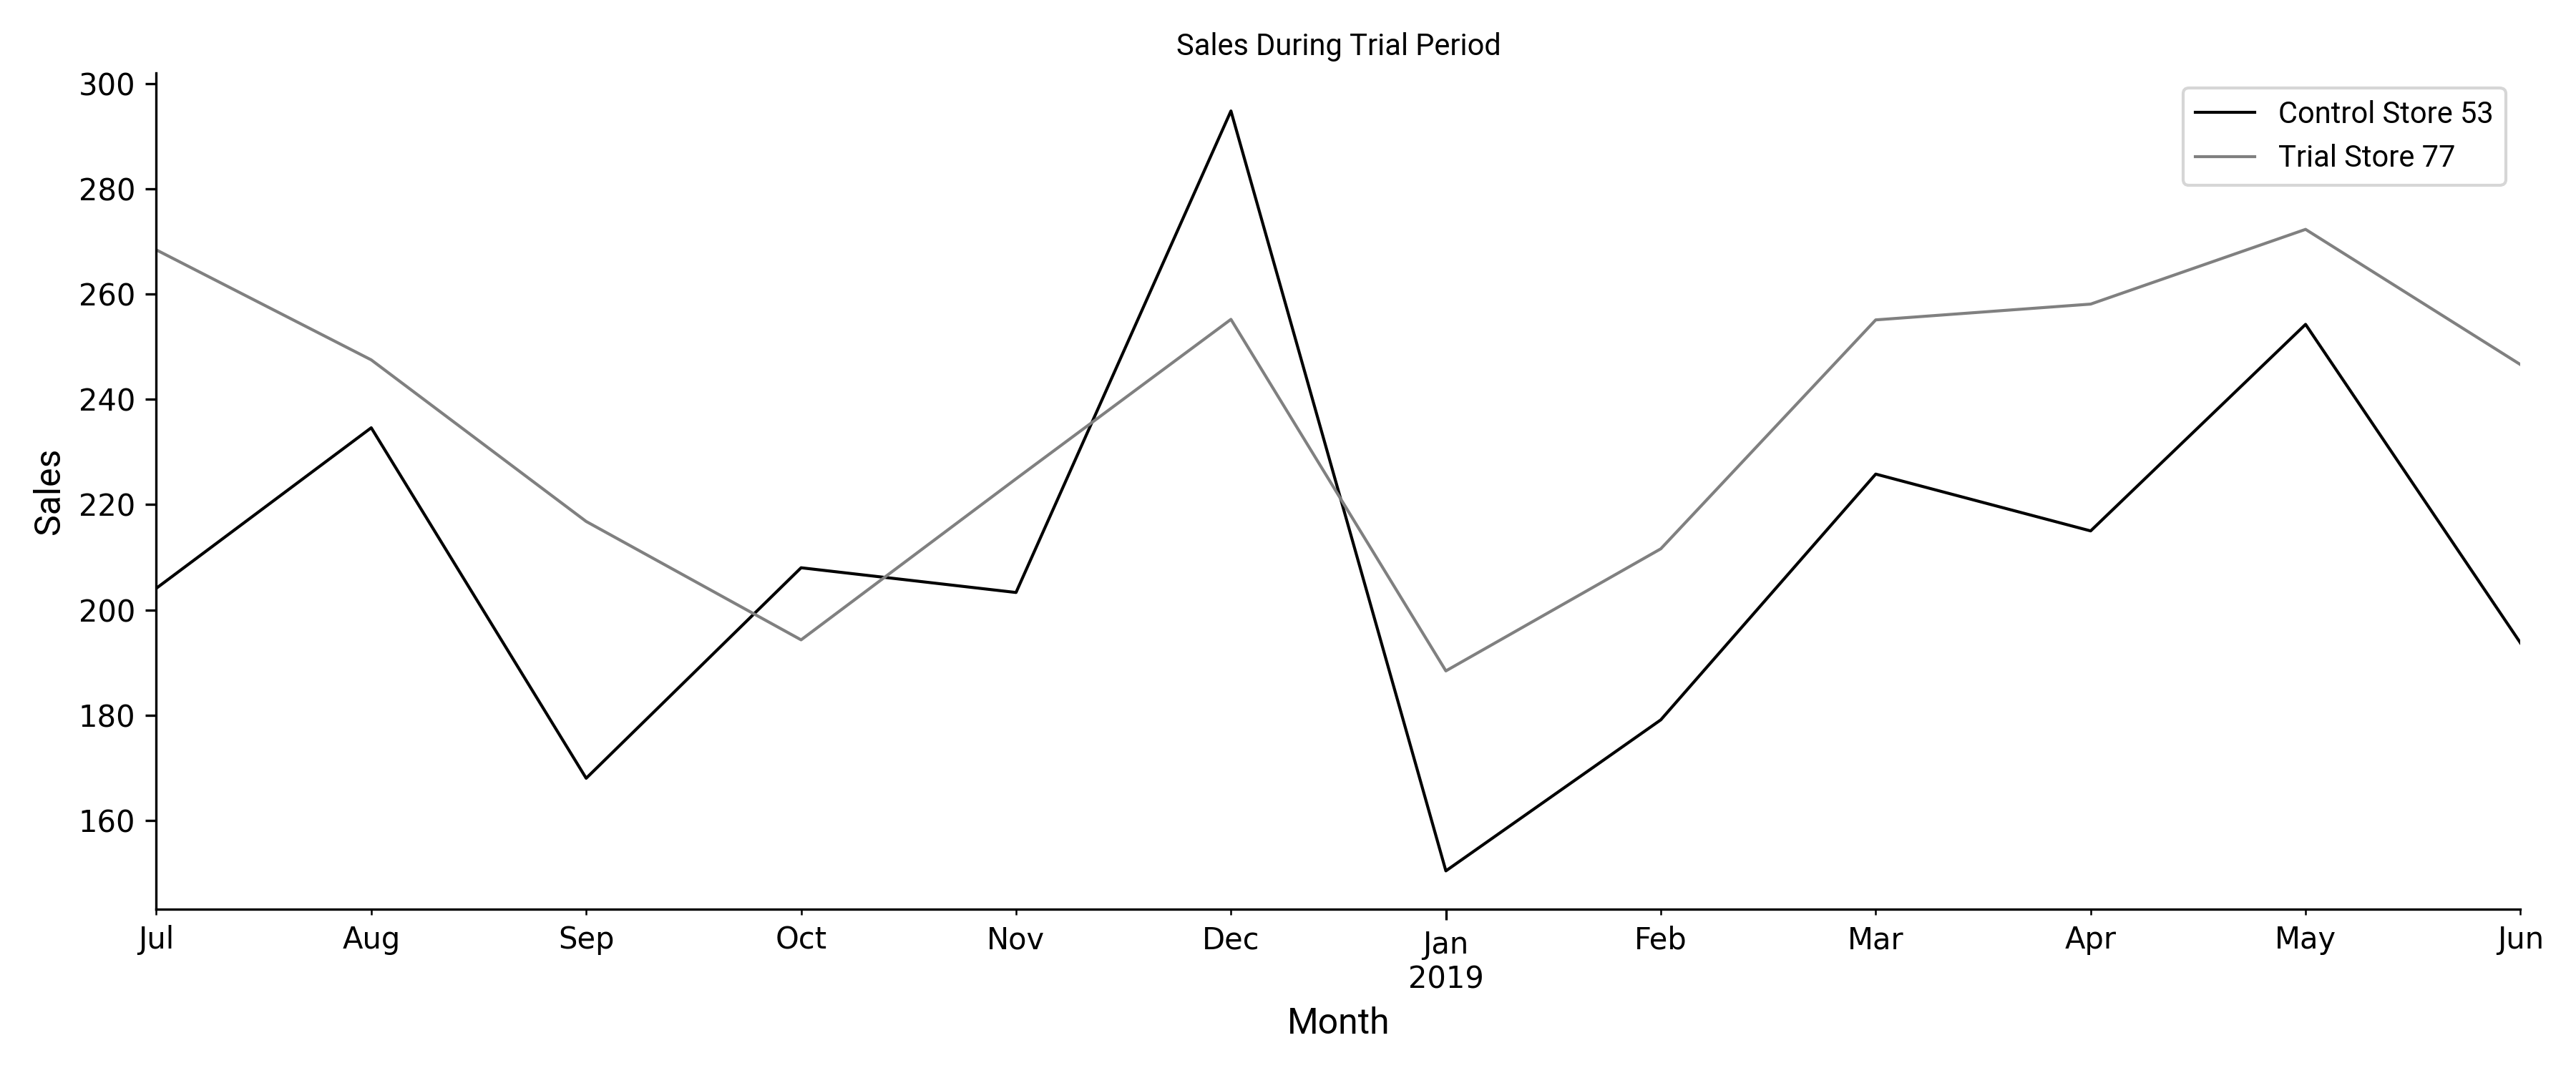 Sales During Trial Period
300
280
260
240
220
200
180
160
Sales
Control Store 53
Trial Store 77
Jul Aug Sep Oct Nov Dec Jan Feb Mar Apr May Jun
2019
Month